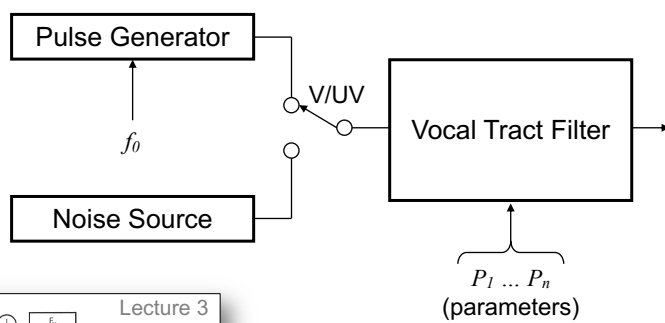 Pulse Generator
V/UV
Vocal Tract Filter
f₀
Noise Source
P₁ ... Pₙ
(parameters)
Lecture 3